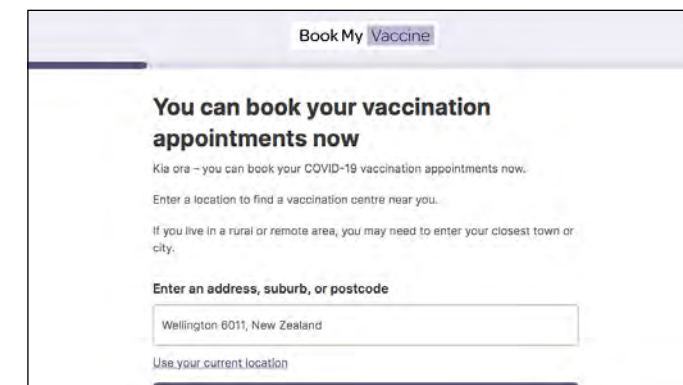 Book My Vaccine
You can book your vaccination
appointments now
Kia ora – you can book your COVID-19 vaccination appointments now.
Enter a location to find a vaccination centre near you.
If you live in a rural or remote area, you may need to enter your closest town or
city.
Enter an address, suburb, or postcode
Wellington 6011, New Zealand
Use your current location